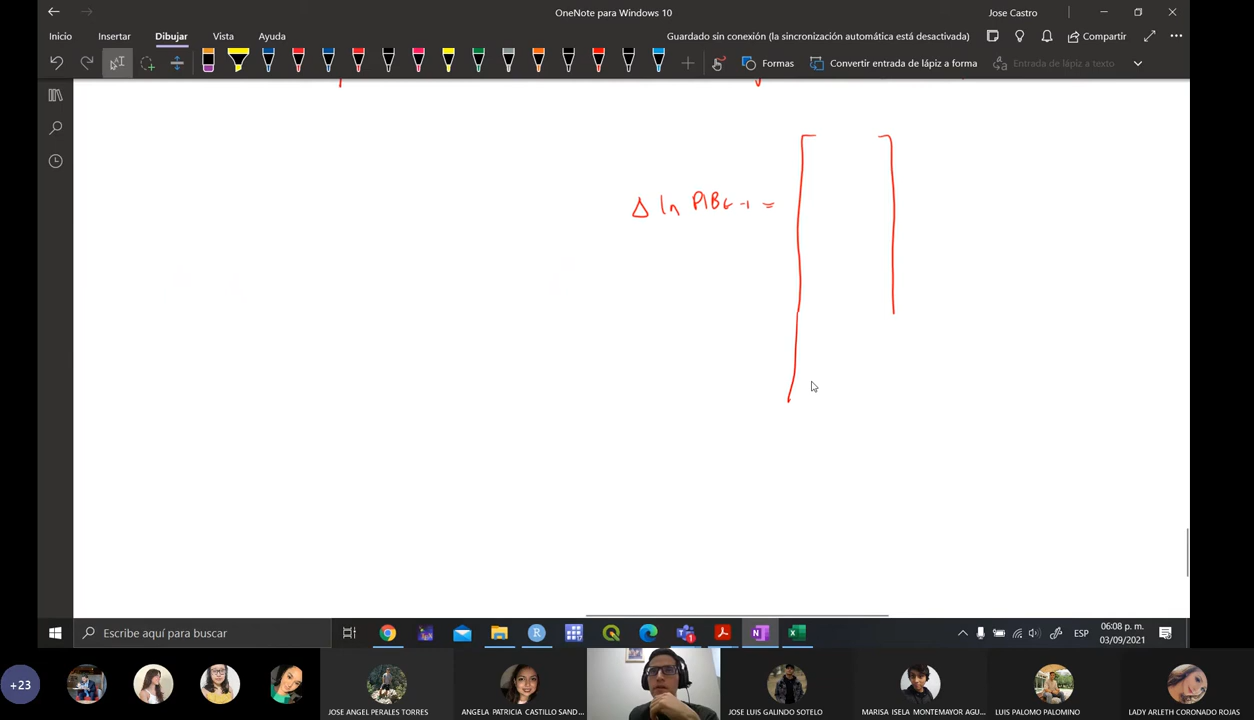 OneNote para Windows 10
Jose Castro
Inicio Insertar Dibujar Vista Ayuda
Guardado sin conexión (la sincronización automática está desactivada)
Compartir
Formas
Convertir entrada de lápiz a forma
Entrada de lápiz a texto
Δ ln PIBt-1 =
Escribe aquí para buscar
ESP
06:08 p. m.
03/09/2021
+23
JOSE ANGEL PERALES TORRES
ANGELA PATRICIA CASTILLO SAND...
JOSE LUIS GALINDO SOTELO
MARISA ISELA MONTEMAYOR AGU...
LUIS PALOMO PALOMINO
LADY ARLETH CORONADO ROJAS